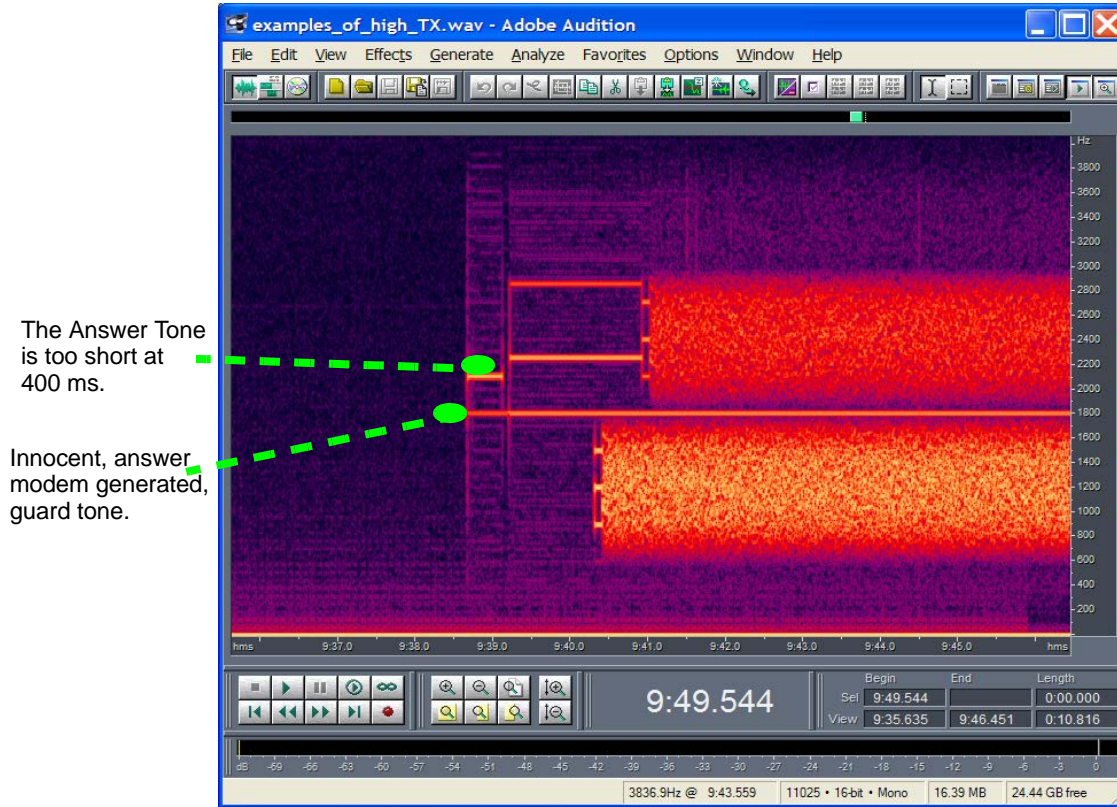 examples_of_high_TX.wav - Adobe Audition
File Edit View Effects Generate Analyze Favorites Options Window Help
Hz
3800
3600
3400
3200
3000
2800
2600
2400
2200
2000
1800
1600
1400
1200
1000
800
600
400
200
The Answer Tone
is too short at
400 ms.
Innocent, answer
modem generated,
guard tone.
hms 9:37.0 9:38.0 9:39.0 9:40.0 9:41.0 9:42.0 9:43.0 9:44.0 9:45.0 hms
9:49.544
Begin End Length
Sel 9:49.544 0:00.000
View 9:35.635 9:46.451 0:10.816
dB -69 -66 -63 -60 -57 -54 -51 -48 -45 -42 -39 -36 -33 -30 -27 -24 -21 -18 -15 -12 -9 -6 -3 0
3836.9Hz @ 9:43.559 11025 • 16-bit • Mono 16.39 MB 24.44 GB free